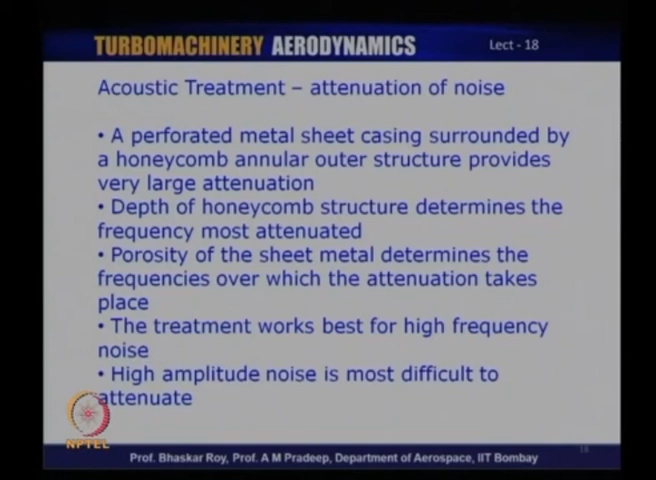 TURBOMACHINERY AERODYNAMICS
Lect - 18
Acoustic Treatment – attenuation of noise
• A perforated metal sheet casing surrounded by
a honeycomb annular outer structure provides
very large attenuation
• Depth of honeycomb structure determines the
frequency most attenuated
• Porosity of the sheet metal determines the
frequencies over which the attenuation takes
place
• The treatment works best for high frequency
noise
• High amplitude noise is most difficult to
attenuate
NPTEL
18
Prof. Bhaskar Roy, Prof. A M Pradeep, Department of Aerospace, IIT Bombay